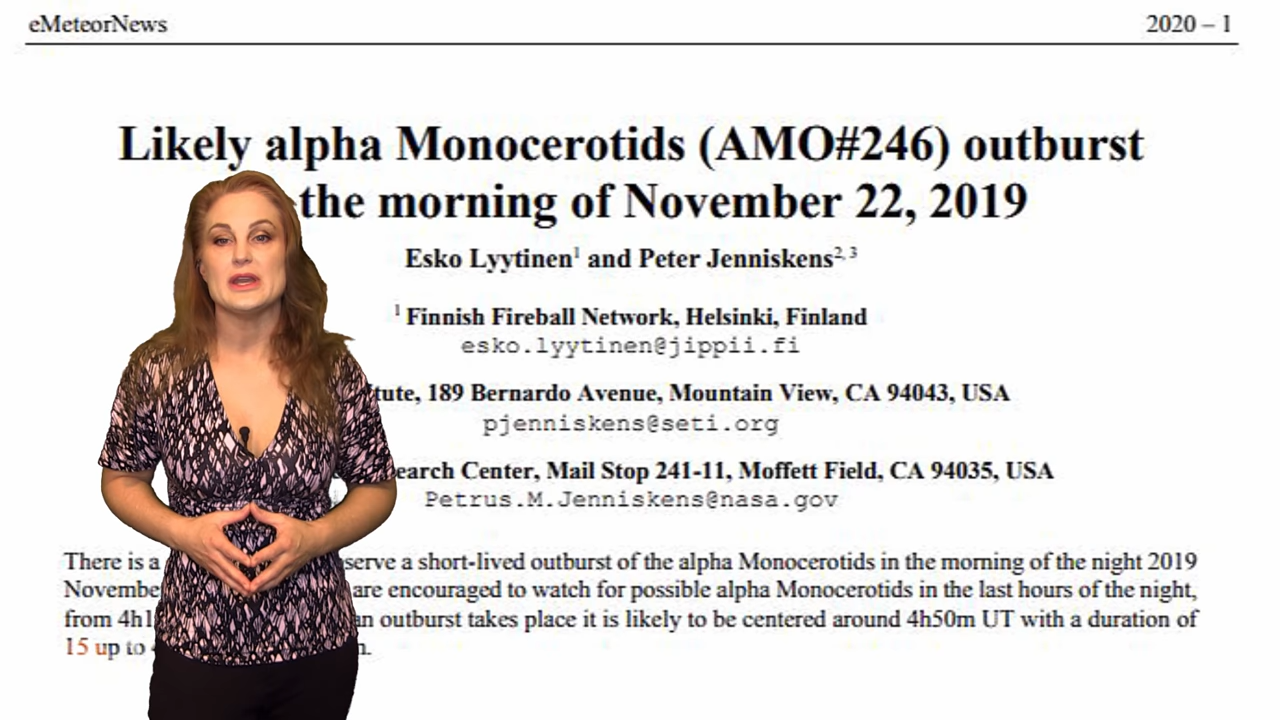 eMeteorNews 2020 – 1
Likely alpha Monocerotids (AMO#246) outburst
the morning of November 22, 2019
Esko Lyytinen¹ and Peter Jenniskens²˒ ³
¹ Finnish Fireball Network, Helsinki, Finland
esko.lyytinen@jippii.fi
tute, 189 Bernardo Avenue, Mountain View, CA 94043, USA
pjenniskens@seti.org
earch Center, Mail Stop 241-11, Moffett Field, CA 94035, USA
Petrus.M.Jenniskens@nasa.gov
There is a serve a short-lived outburst of the alpha Monocerotids in the morning of the night 2019
Novembe are encouraged to watch for possible alpha Monocerotids in the last hours of the night,
from 4h1 an outburst takes place it is likely to be centered around 4h50m UT with a duration of
15 up to